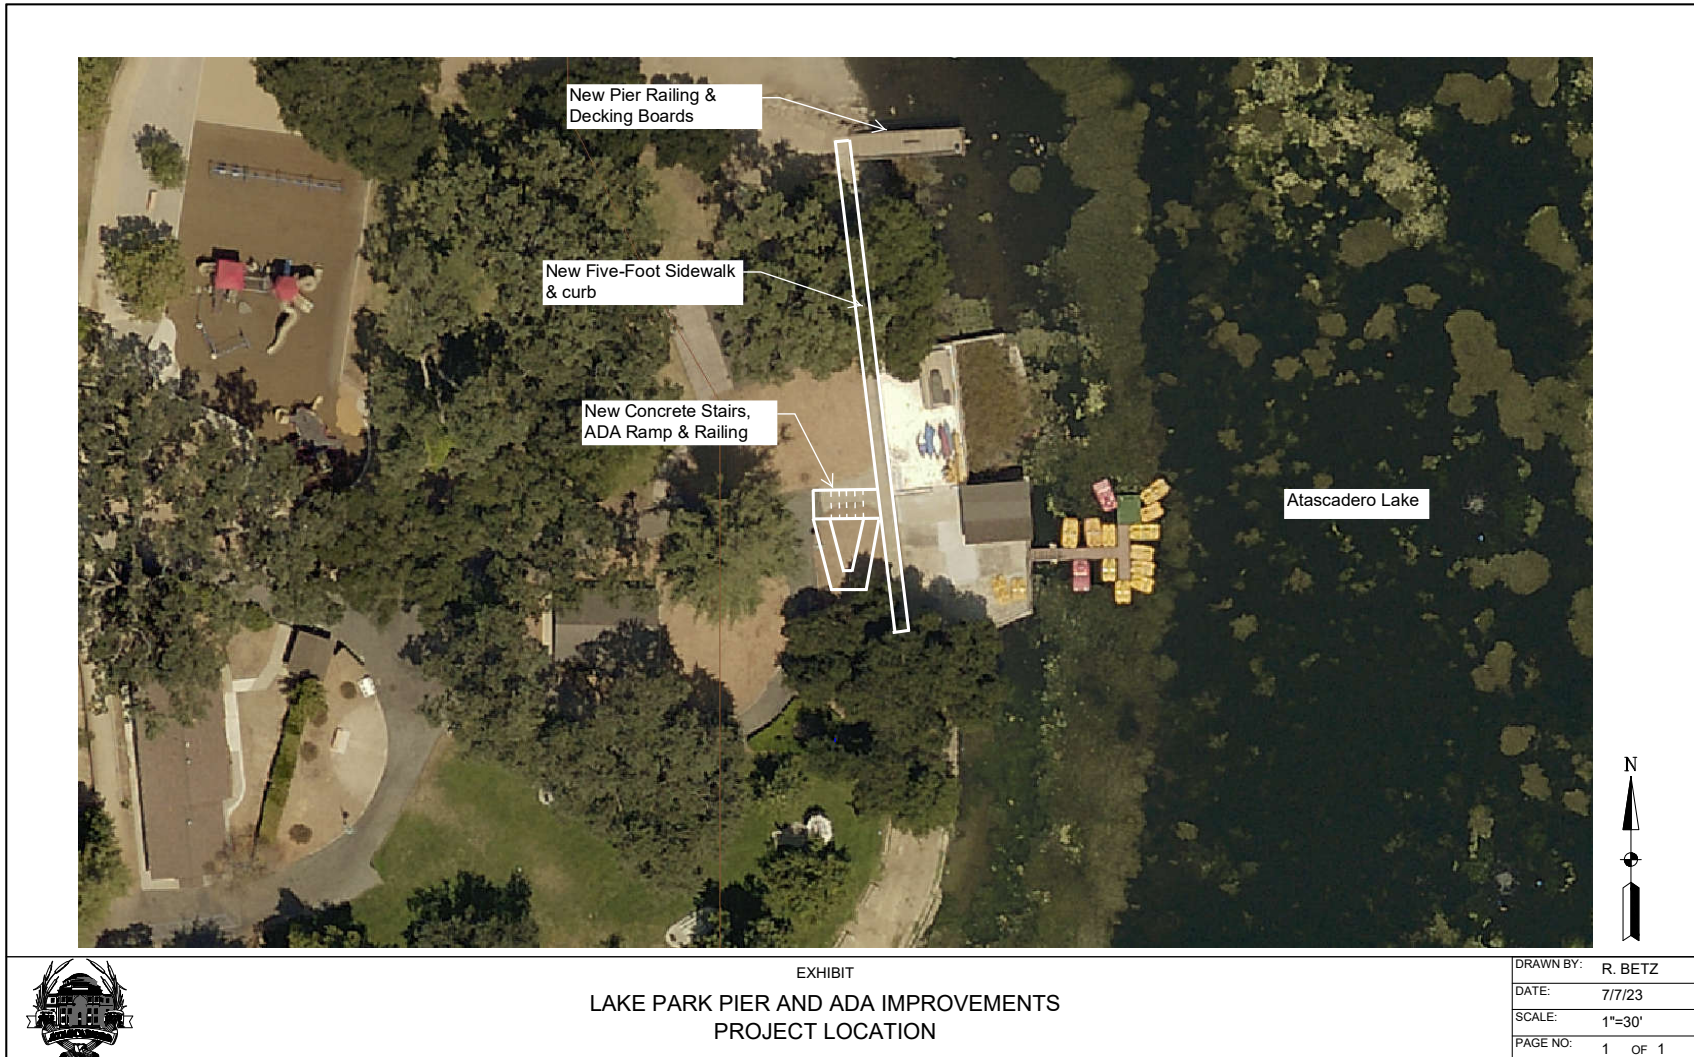 New Pier Railing &
Decking Boards
New Five-Foot Sidewalk
& curb
New Concrete Stairs,
ADA Ramp & Railing
Atascadero Lake
N
EXHIBIT
LAKE PARK PIER AND ADA IMPROVEMENTS
PROJECT LOCATION
DRAWN BY: R. BETZ
DATE: 7/7/23
SCALE: 1"=30'
PAGE NO: 1 OF 1